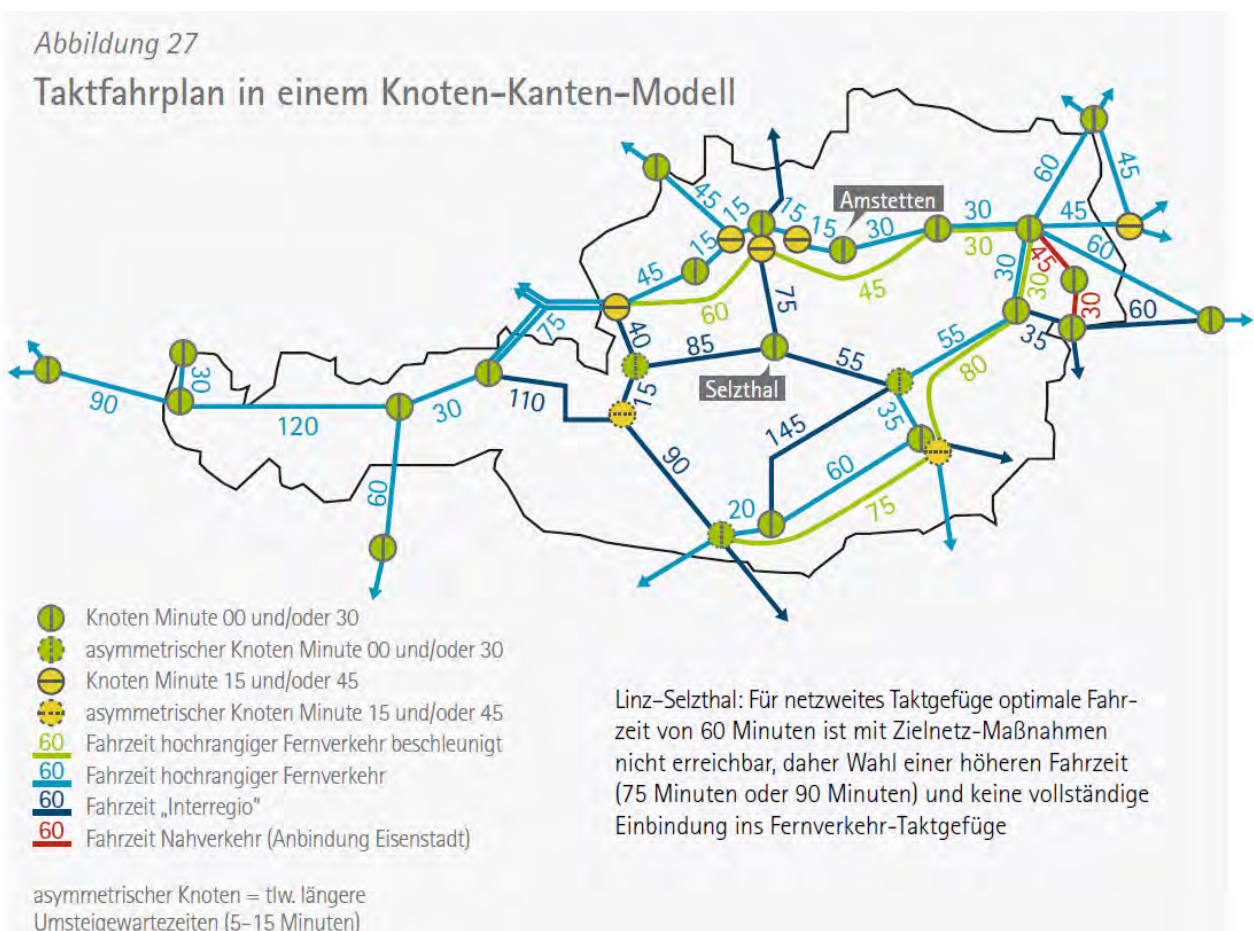 Abbildung 27
Taktfahrplan in einem Knoten-Kanten-Modell
45
15
15
15
Amstetten
30
30
60
45
45
60
15
45
60
75
45
30
30
30
45
30
60
35
75
40
85
55
55
80
Selzthal
30
90
120
30
110
15
90
145
35
60
60
20
75
Knoten Minute 00 und/oder 30
asymmetrischer Knoten Minute 00 und/oder 30
Knoten Minute 15 und/oder 45
asymmetrischer Knoten Minute 15 und/oder 45
60 Fahrzeit hochrangiger Fernverkehr beschleunigt
60 Fahrzeit hochrangiger Fernverkehr
60 Fahrzeit „Interregio"
60 Fahrzeit Nahverkehr (Anbindung Eisenstadt)
Linz–Selzthal: Für netzweites Taktgefüge optimale Fahr-
zeit von 60 Minuten ist mit Zielnetz-Maßnahmen
nicht erreichbar, daher Wahl einer höheren Fahrzeit
(75 Minuten oder 90 Minuten) und keine vollständige
Einbindung ins Fernverkehr-Taktgefüge
asymmetrischer Knoten = tlw. längere
Umsteigewartezeiten (5–15 Minuten)